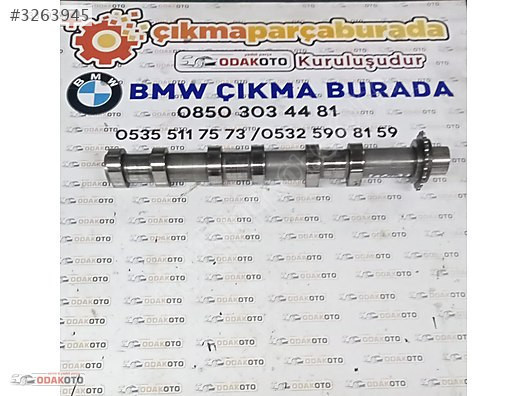 #3263945
çıkmaparçaburada
ODAKOTO Kuruluşudur
BMW
BMW ÇIKMA BURADA
0850 303 44 81
0535 511 75 73/ 0532 590 81 59
ODAKOTO